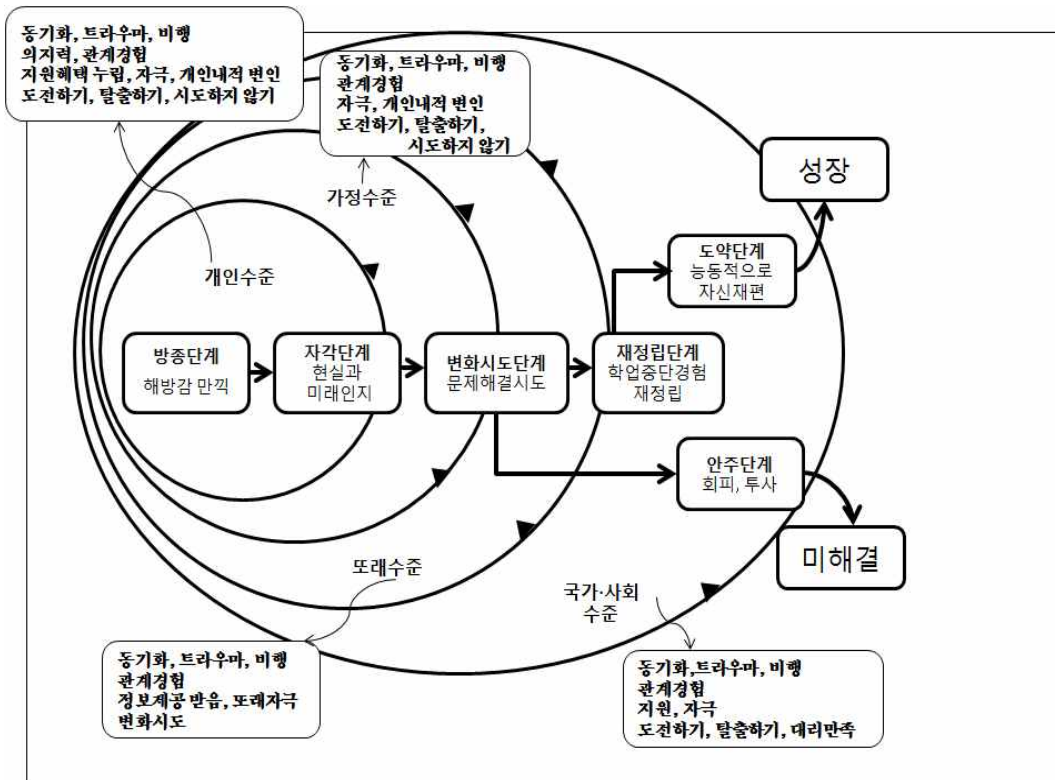 동기화, 트라우마, 비행
의지력, 관계경험
지원혜택 누림, 자극, 개인내적 변인
도전하기, 탈출하기, 시도하지 않기
동기화, 트라우마, 비행
관계경험
자극, 개인내적 변인
도전하기, 탈출하기,
시도하지 않기
성장
가정수준
개인수준
도약단계
능동적으로
자신재편
방종단계
해방감 만끽
자각단계
현실과
미래인지
변화시도단계
문제해결시도
재정립단계
학업중단경험
재정립
안주단계
회피, 투사
미해결
또래수준
국가·사회
수준
동기화, 트라우마, 비행
관계경험
정보제공 받음, 또래자극
변화시도
동기화,트라우마, 비행
관계경험
지원, 자극
도전하기, 탈출하기, 대리만족